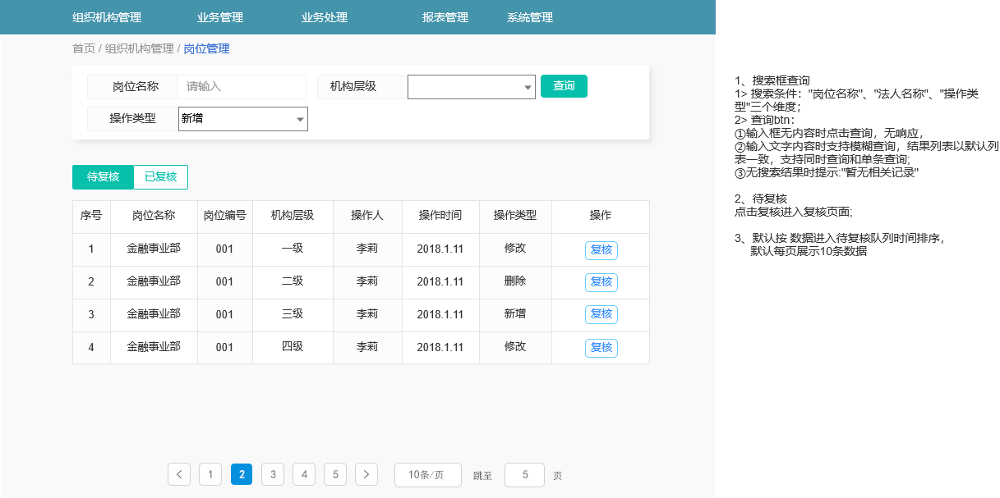 组织机构管理 业务管理 业务处理 报表管理 系统管理
首页 / 组织机构管理 / 岗位管理
岗位名称 请输入 机构层级 查询
操作类型 新增
待复核 已复核
序号 岗位名称 岗位编号 机构层级 操作人 操作时间 操作类型 操作
1 金融事业部 001 一级 李莉 2018.1.11 修改 复核
2 金融事业部 001 二级 李莉 2018.1.11 删除 复核
3 金融事业部 001 三级 李莉 2018.1.11 新增 复核
4 金融事业部 001 四级 李莉 2018.1.11 修改 复核
< 1 2 3 4 5 > 10条/页 跳至 5 页
1、搜索框查询
1> 搜索条件："岗位名称"、"法人名称"、"操作类
型"三个维度；
2> 查询btn：
①输入框无内容时点击查询，无响应，
②输入文字内容时支持模糊查询，结果列表以默认列
表一致，支持同时查询和单条查询;
③无搜索结果时提示:"暂无相关记录"
2、待复核
点击复核进入复核页面;
3、默认按 数据进入待复核队列时间排序，
默认每页展示10条数据